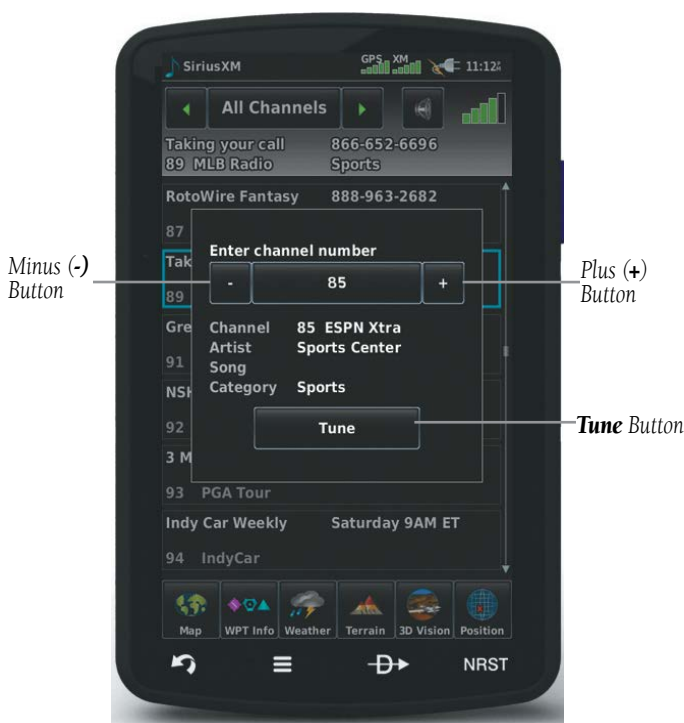 SiriusXM GPS XM 11:12
All Channels
Taking your call 866-652-6696
89 MLB Radio Sports
RotoWire Fantasy 888-963-2682
87
Tak
89
Gre
91
NSH
92
3 M
93 PGA Tour
Indy Car Weekly Saturday 9AM ET
94 IndyCar
Enter channel number
- 85 +
Channel 85 ESPN Xtra
Artist Sports Center
Song
Category Sports
Tune
Minus (-)
Button
Plus (+)
Button
Tune Button
Map WPT Info Weather Terrain 3D Vision Position
NRST